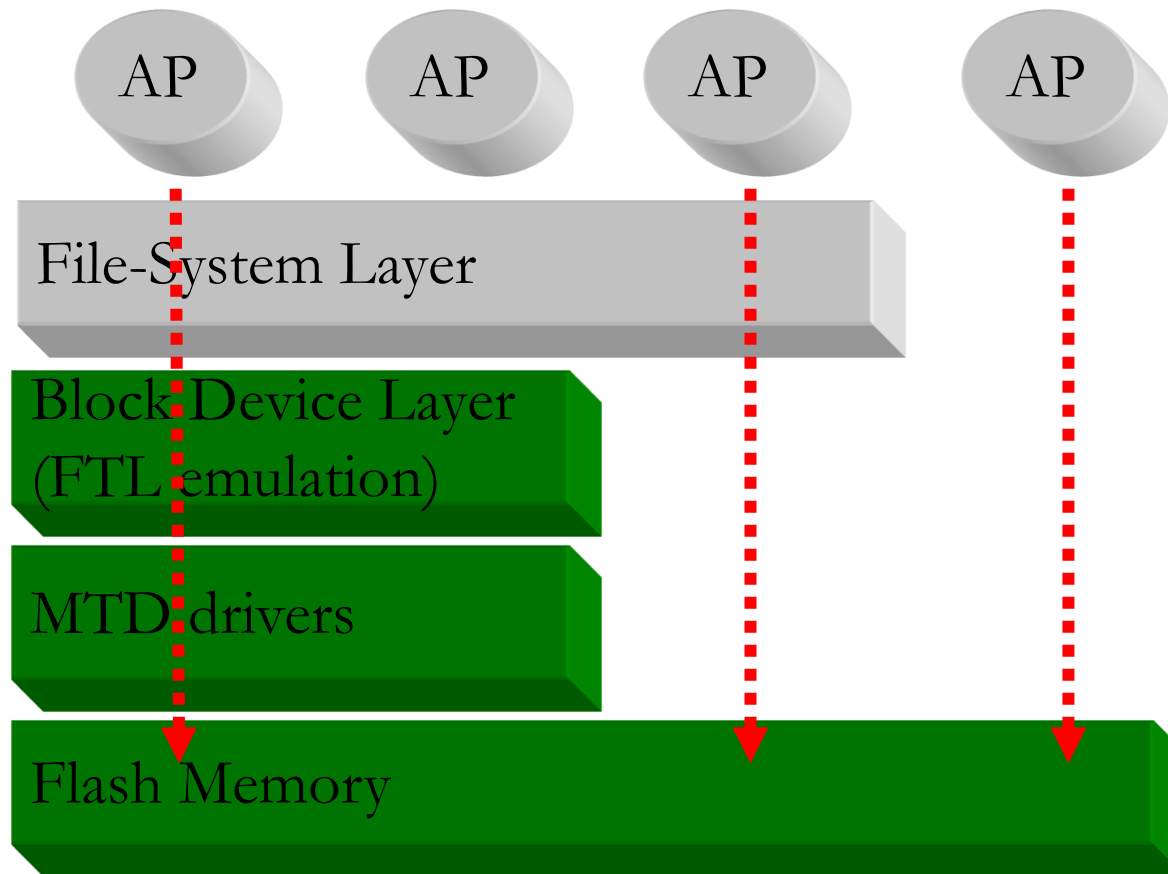 AP
AP
AP
AP
File-System Layer
Block Device Layer
(FTL emulation)
MTD drivers
Flash Memory